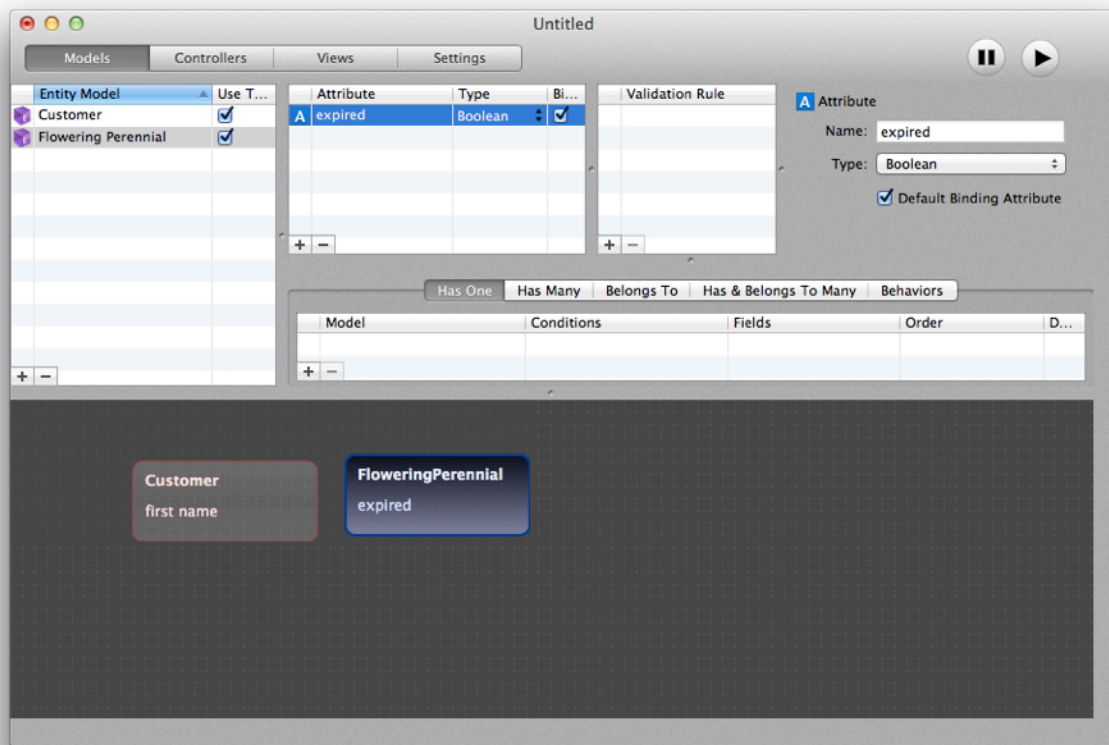 Untitled
Models Controllers Views Settings
Entity Model Use T... Attribute Type Bi... Validation Rule
A Attribute
Customer A expired Boolean
Name: expired
Flowering Perennial
Type: Boolean
Default Binding Attribute
+ − + −
Has One Has Many Belongs To Has & Belongs To Many Behaviors
Model Conditions Fields Order D...
+ −
+ −
Customer
first name
FloweringPerennial
expired